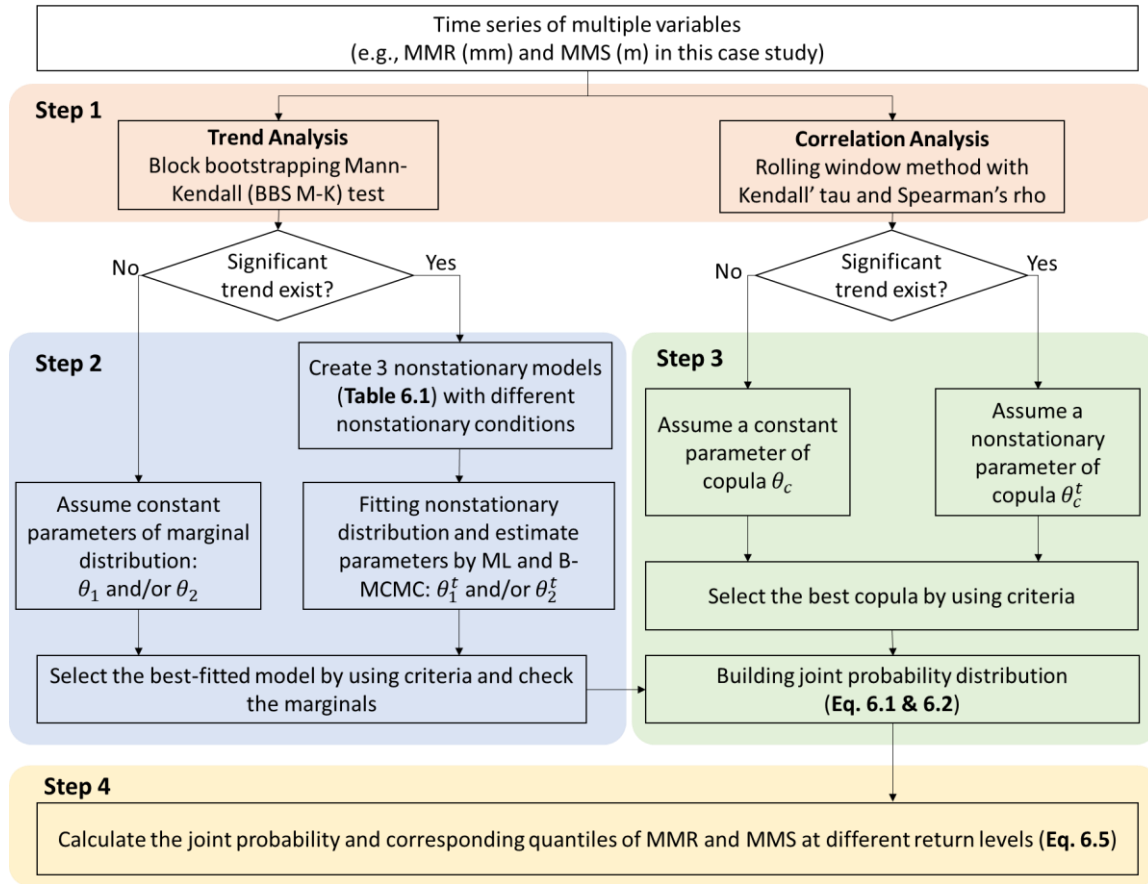 Time series of multiple variables
(e.g., MMR (mm) and MMS (m) in this case study)
Step 1
Trend Analysis
Block bootstrapping Mann-
Kendall (BBS M-K) test
Correlation Analysis
Rolling window method with
Kendall’ tau and Spearman’s rho
No
Significant
trend exist?
Yes
No
Significant
trend exist?
Yes
Step 2
Create 3 nonstationary models
(Table 6.1) with different
nonstationary conditions
Assume constant
parameters of marginal
distribution:
θ₁ and/or θ₂
Fitting nonstationary
distribution and estimate
parameters by ML and B-
MCMC: θ₁ᵗ and/or θ₂ᵗ
Select the best-fitted model by using criteria and check
the marginals
Step 3
Assume a constant
parameter of
copula θ_c
Assume a
nonstationary
parameter of
copula θ_c^t
Select the best copula by using criteria
Building joint probability distribution
(Eq. 6.1 & 6.2)
Step 4
Calculate the joint probability and corresponding quantiles of MMR and MMS at different return levels (Eq. 6.5)